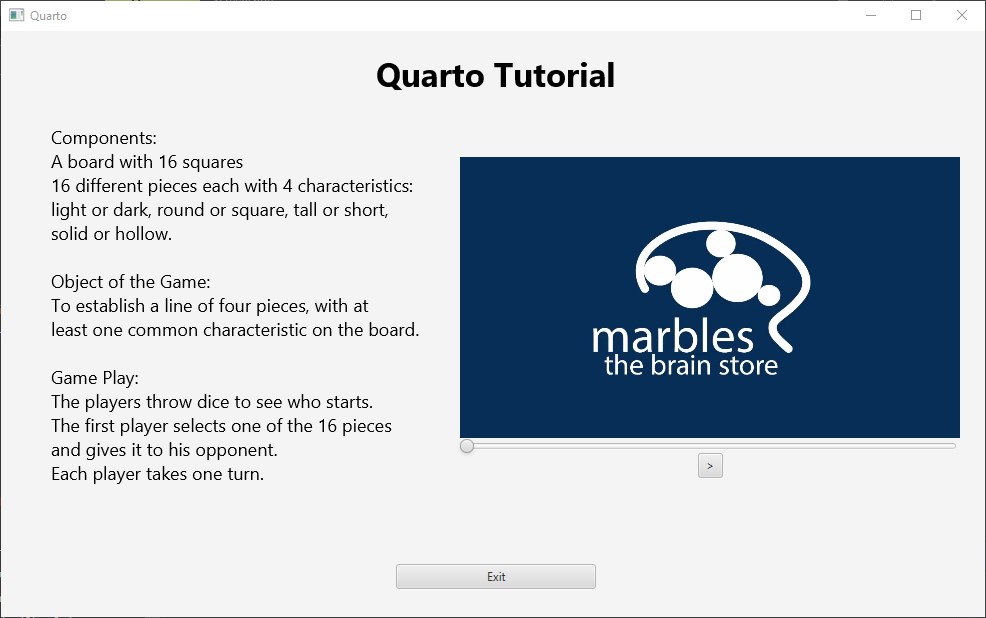 Quarto
Quarto Tutorial
Components:
A board with 16 squares
16 different pieces each with 4 characteristics:
light or dark, round or square, tall or short,
solid or hollow.
Object of the Game:
To establish a line of four pieces, with at
least one common characteristic on the board.
Game Play:
The players throw dice to see who starts.
The first player selects one of the 16 pieces
and gives it to his opponent.
Each player takes one turn.
marbles
the brain store
>
Exit